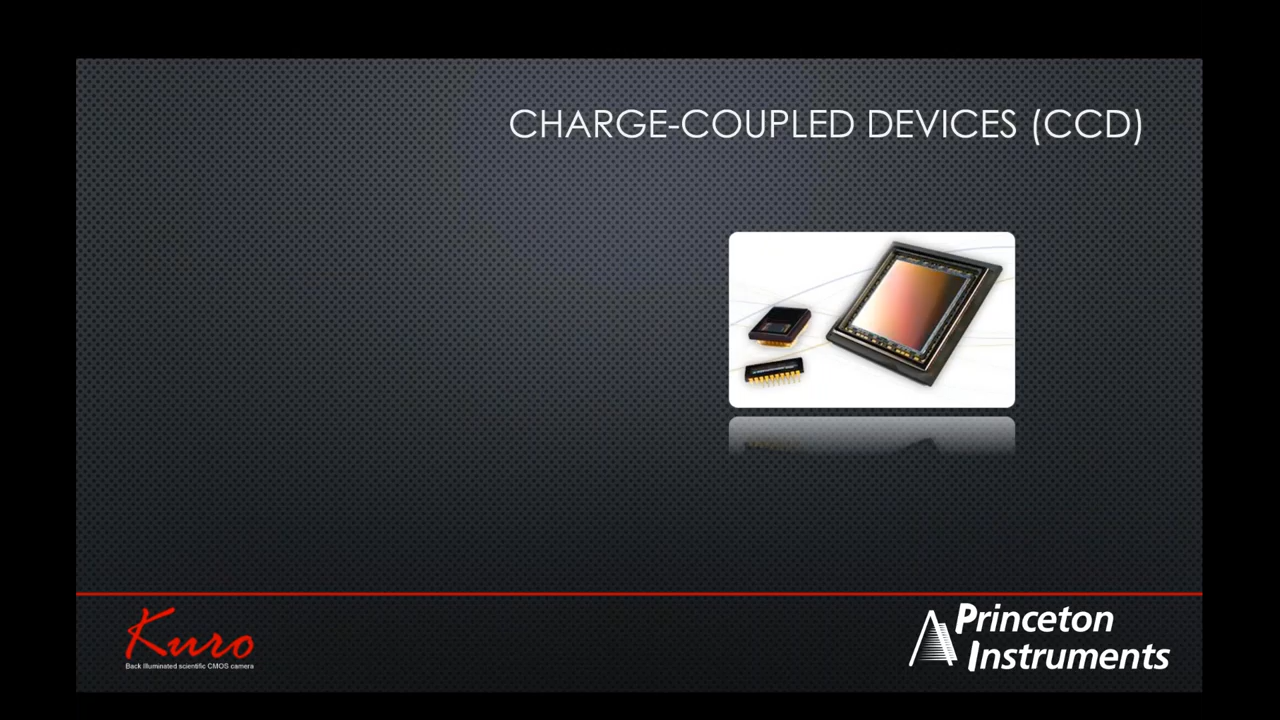 CHARGE-COUPLED DEVICES (CCD)
Kuro
Back Illuminated scientific CMOS camera
Princeton
Instruments